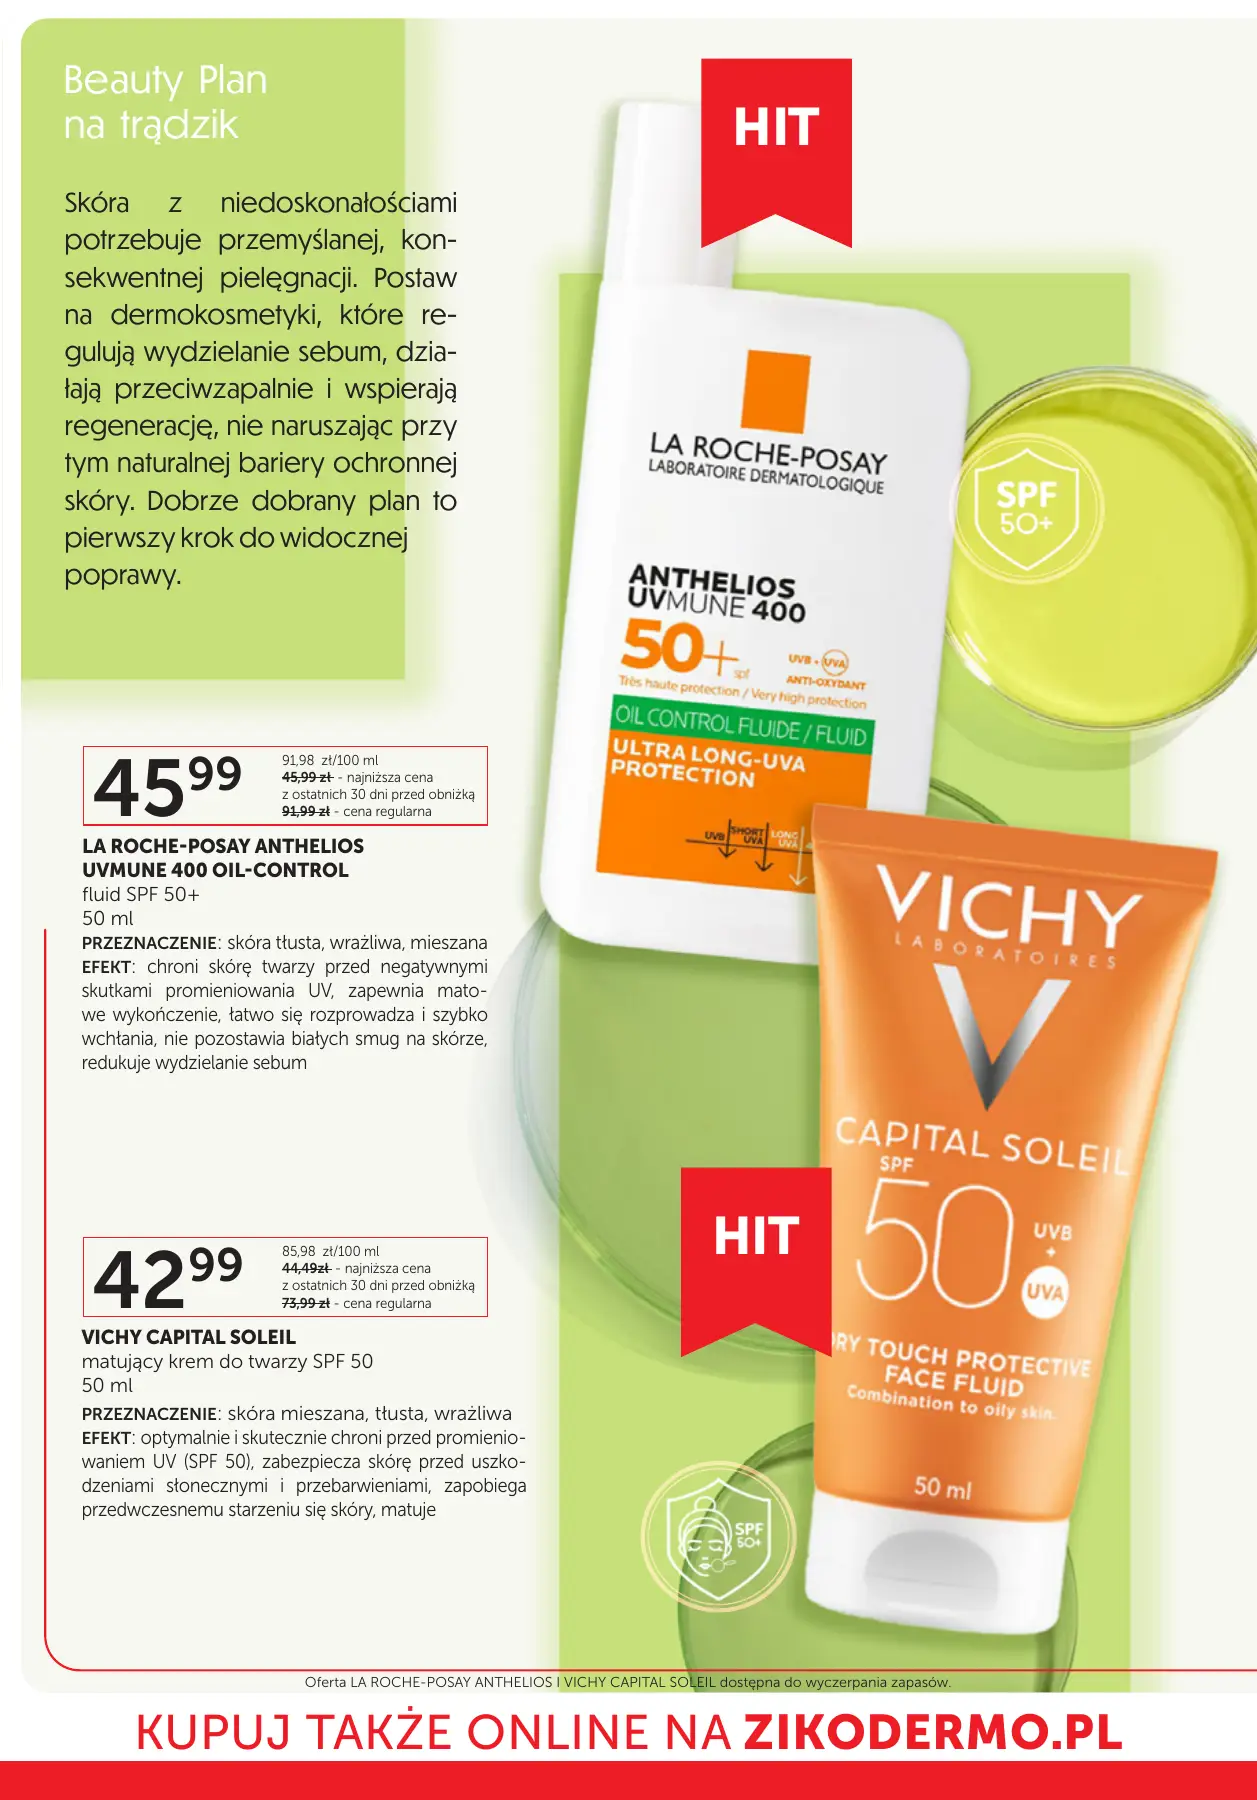 Beauty Plan
na trądzik
Skóra z niedoskonałościami
potrzebuje przemyślanej, kon-
sekwentnej pielęgnacji. Postaw
na dermokosmetyki, które re-
gulują wydzielanie sebum, dzia-
łają przeciwzapalnie i wspierają
regenerację, nie naruszając przy
tym naturalnej bariery ochronnej
skóry. Dobrze dobrany plan to
pierwszy krok do widocznej
poprawy.
HIT
LA ROCHE-POSAY
LABORATOIRE DERMATOLOGIQUE
ANTHELIOS
UVMUNE 400
50+
spf
UVB + UVA
ANTI-OXYDANT
Très haute protection / Very high protection
OIL CONTROL FLUIDE / FLUID
ULTRA LONG-UVA
PROTECTION
UVB
SHORT
UVA
LONG
UVA
SPF
50+
45 99
91,98 zł/100 ml
45,99 zł - najniższa cena
z ostatnich 30 dni przed obniżką
91,99 zł - cena regularna
LA ROCHE-POSAY ANTHELIOS
UVMUNE 400 OIL-CONTROL
fluid SPF 50+
50 ml
PRZEZNACZENIE: skóra tłusta, wrażliwa, mieszana
EFEKT: chroni skórę twarzy przed negatywnymi
skutkami promieniowania UV, zapewnia mato-
we wykończenie, łatwo się rozprowadza i szybko
wchłania, nie pozostawia białych smug na skórze,
redukuje wydzielanie sebum
42 99
85,98 zł/100 ml
44,49zł - najniższa cena
z ostatnich 30 dni przed obniżką
73,99 zł - cena regularna
VICHY CAPITAL SOLEIL
matujący krem do twarzy SPF 50
50 ml
PRZEZNACZENIE: skóra mieszana, tłusta, wrażliwa
EFEKT: optymalnie i skutecznie chroni przed promienio-
waniem UV (SPF 50), zabezpiecza skórę przed uszko-
dzeniami słonecznymi i przebarwieniami, zapobiega
przedwczesnemu starzeniu się skóry, matuje
HIT
VICHY
LABORATOIRES
V
CAPITAL SOLEIL
SPF
50
UVB
+
UVA
DRY TOUCH PROTECTIVE
FACE FLUID
Combination to oily skin.
50 ml
SPF
50+
Oferta LA ROCHE-POSAY ANTHELIOS I VICHY CAPITAL SOLEIL dostępna do wyczerpania zapasów.
KUPUJ TAKŻE ONLINE NA ZIKODERMO.PL